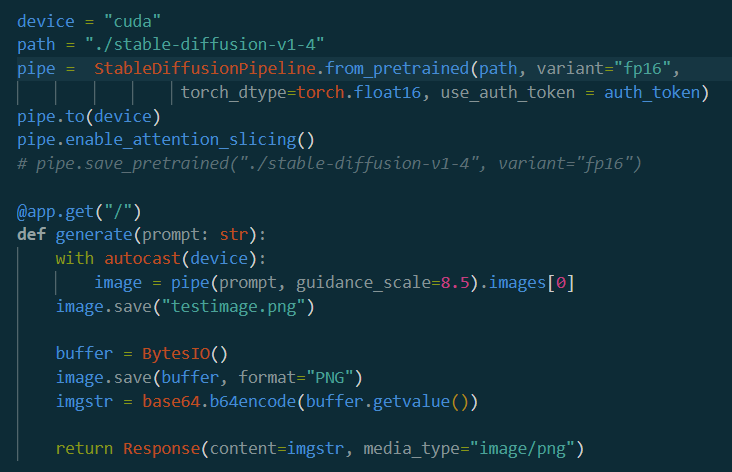 device = "cuda"
path = "./stable-diffusion-v1-4"
pipe =  StableDiffusionPipeline.from_pretrained(path, variant="fp16",
                torch_dtype=torch.float16, use_auth_token = auth_token)
pipe.to(device)
pipe.enable_attention_slicing()
# pipe.save_pretrained("./stable-diffusion-v1-4", variant="fp16")

@app.get("/")
def generate(prompt: str):
    with autocast(device):
        image = pipe(prompt, guidance_scale=8.5).images[0]
    image.save("testimage.png")

    buffer = BytesIO()
    image.save(buffer, format="PNG")
    imgstr = base64.b64encode(buffer.getvalue())

    return Response(content=imgstr, media_type="image/png")